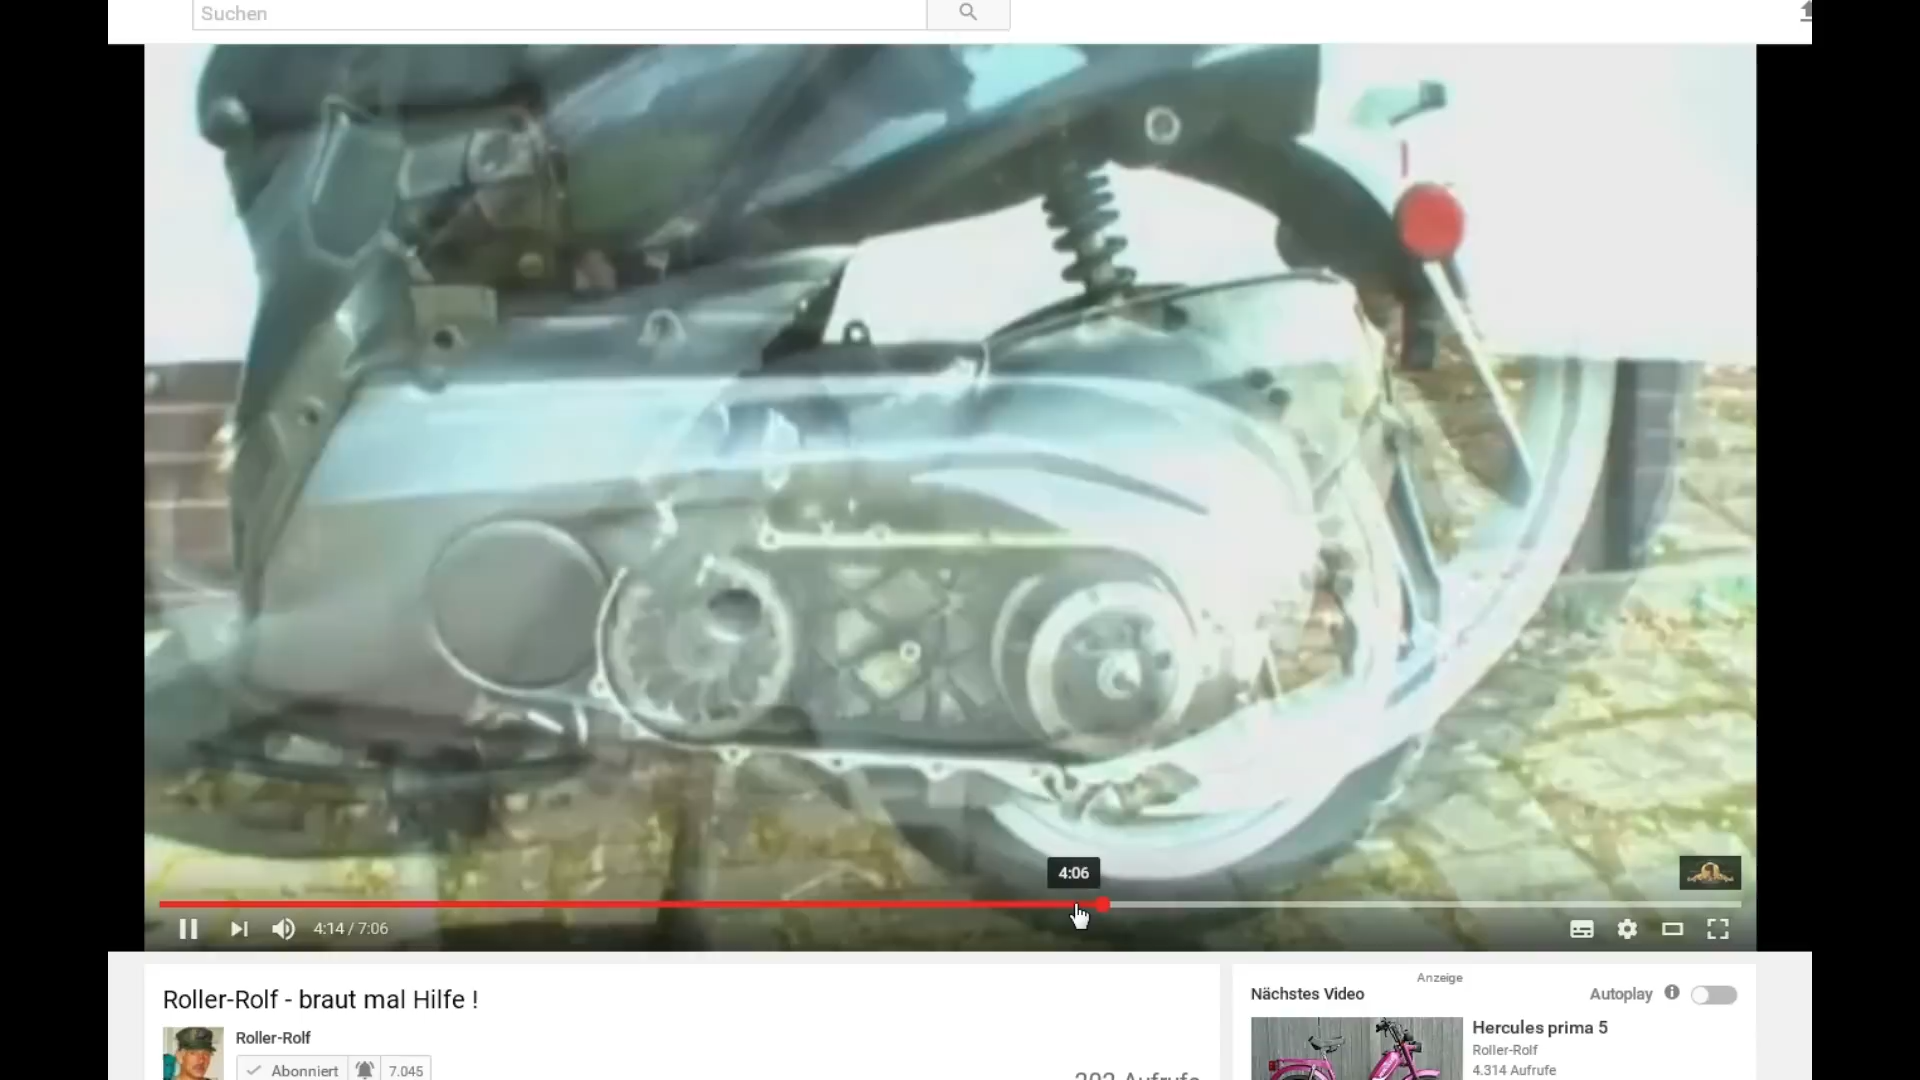 Suchen
4:06
4:14 / 7:06
Roller-Rolf - braut mal Hilfe !
Roller-Rolf
Abonniert
7.045
Anzeige
Nächstes Video
Autoplay
Hercules prima 5
Roller-Rolf
4.314 Aufrufe